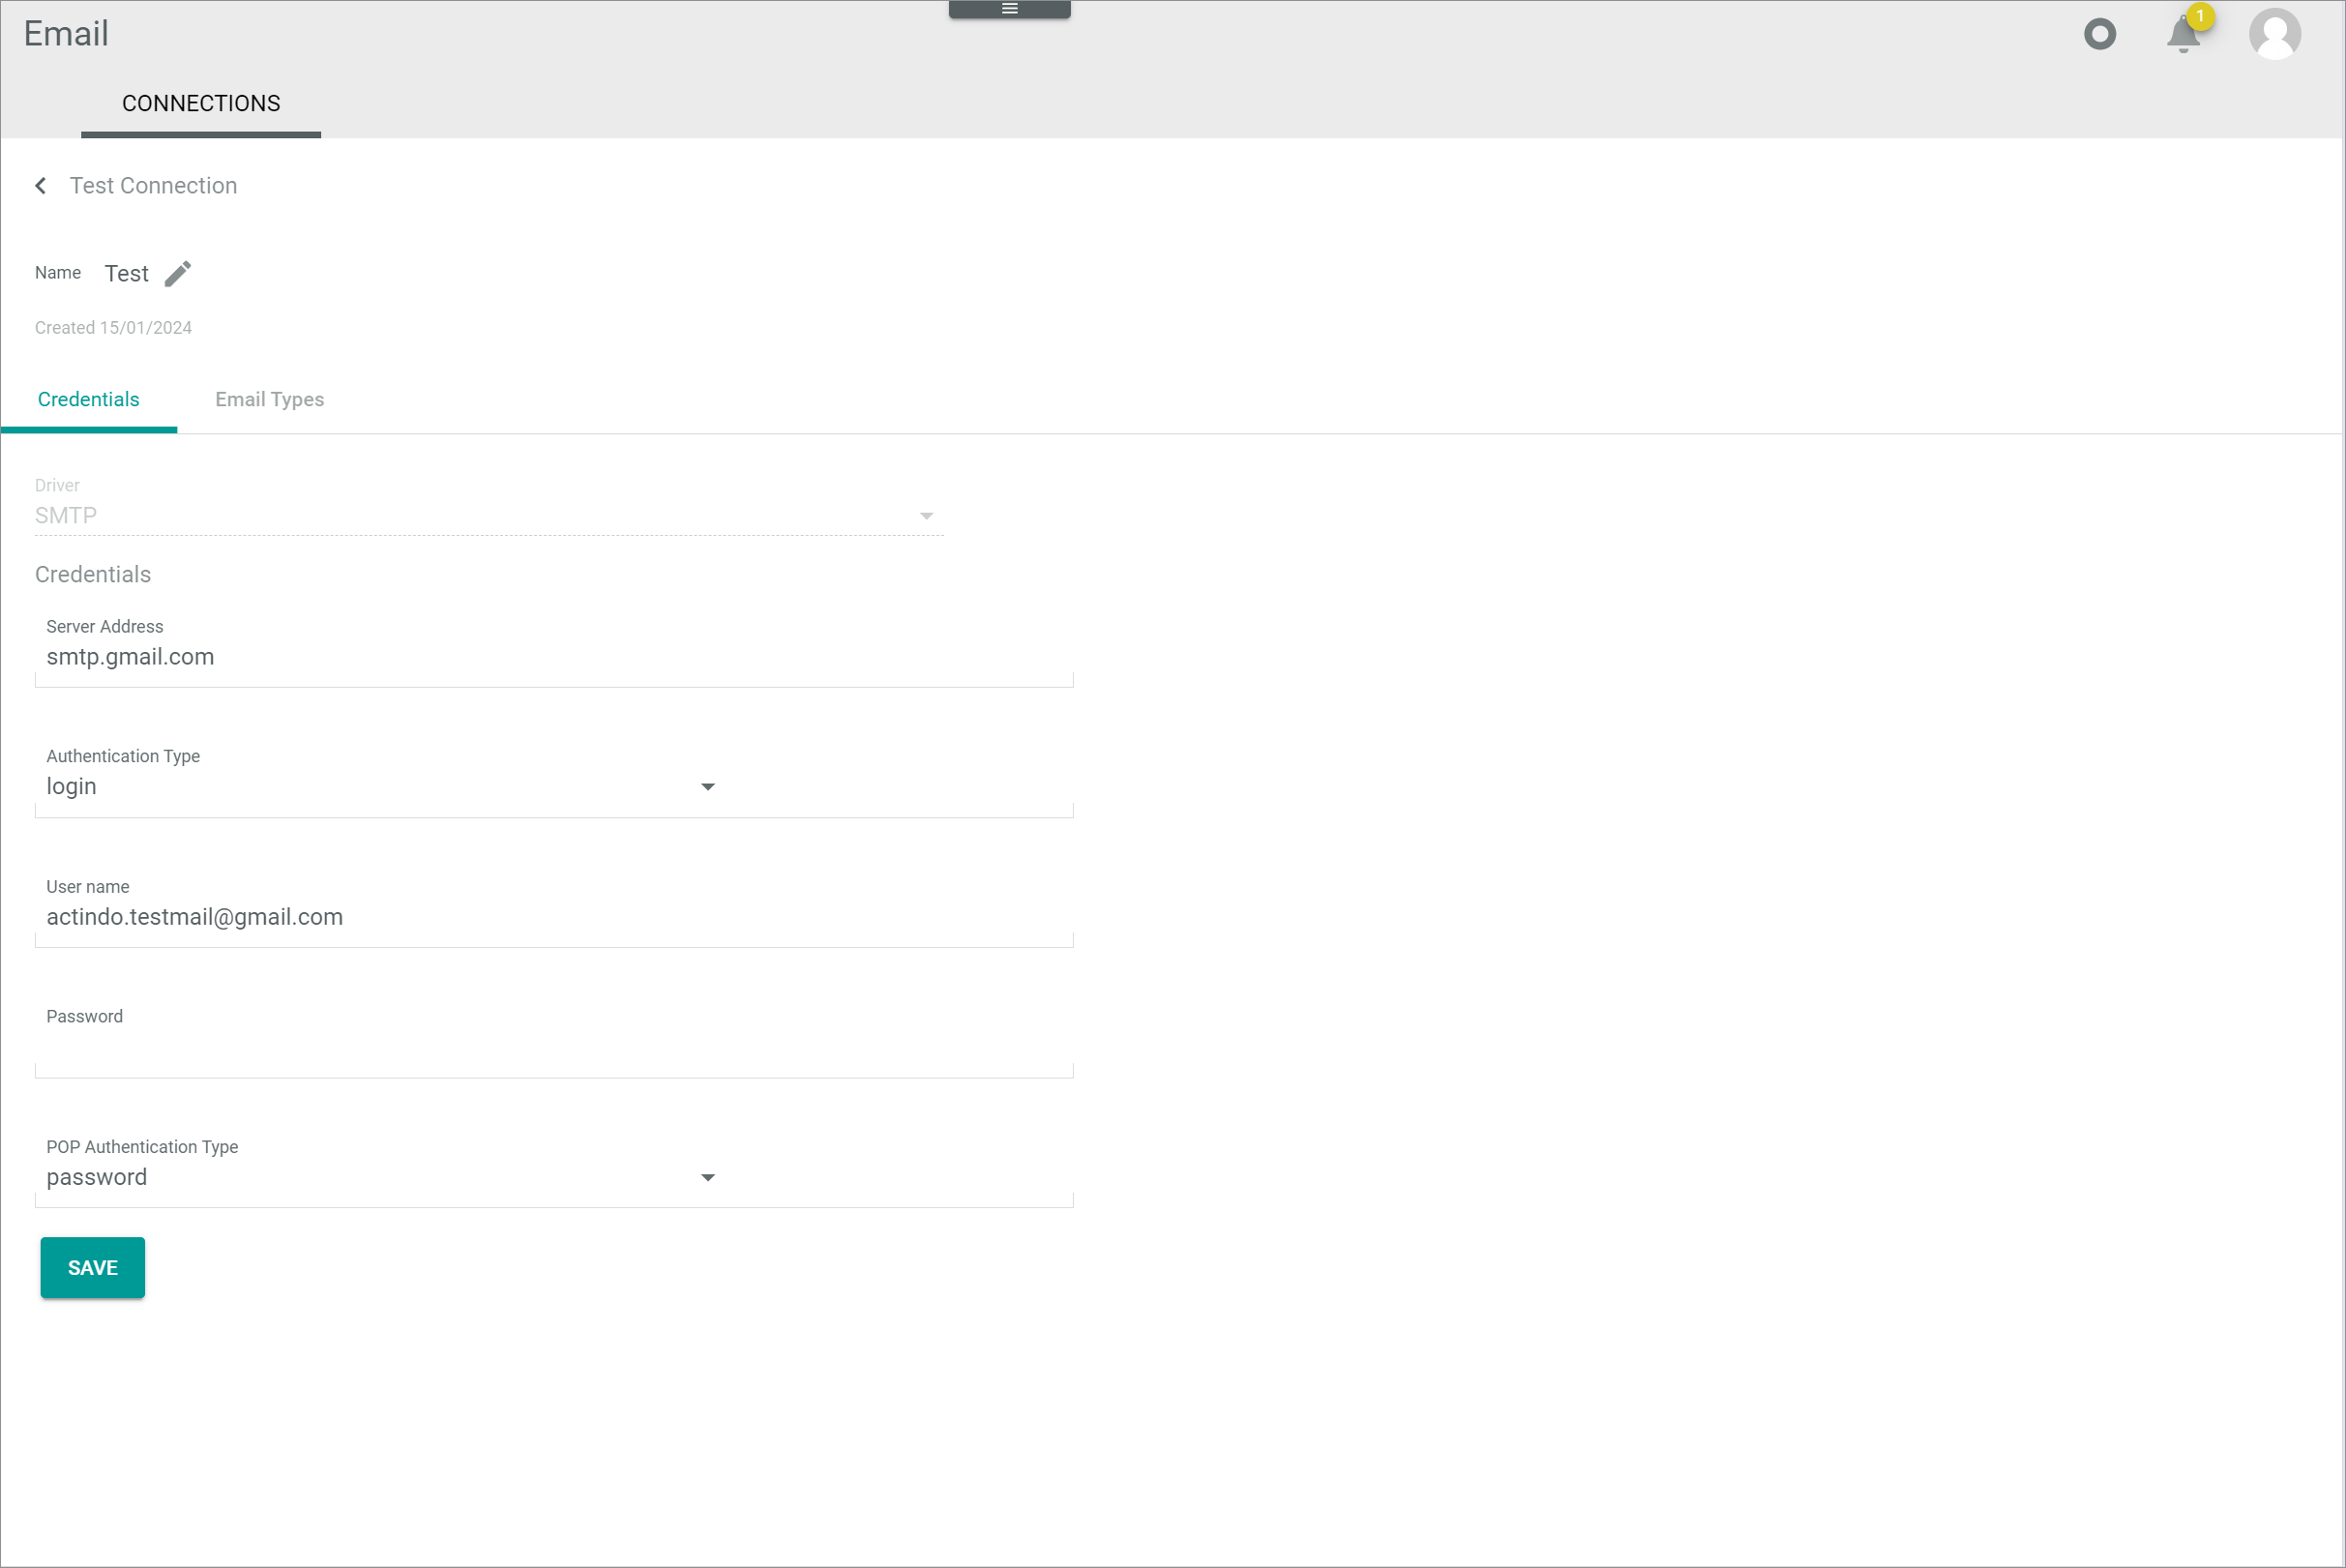 Email
1
CONNECTIONS
Test Connection
Name Test
Created 15/01/2024
Credentials Email Types
Driver
SMTP
Credentials
Server Address
smtp.gmail.com
Authentication Type
login
User name
actindo.testmail@gmail.com
Password
POP Authentication Type
password
SAVE